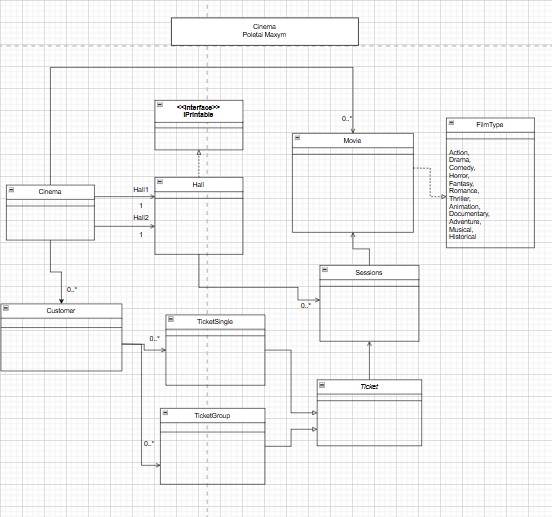 Cinema
Poletai Maxym
0..*
<<Interface>>
IPrintable
Movie
FilmType
Action,
Drama,
Comedy,
Horror,
Fantasy,
Romance,
Thriller,
Animation,
Documentary,
Adventure,
Musical,
Historical
Cinema
Hall1
1
Hall2
1
Hall
Sessions
0..*
0..*
Customer
TicketSingle
0..*
Ticket
TicketGroup
0..*